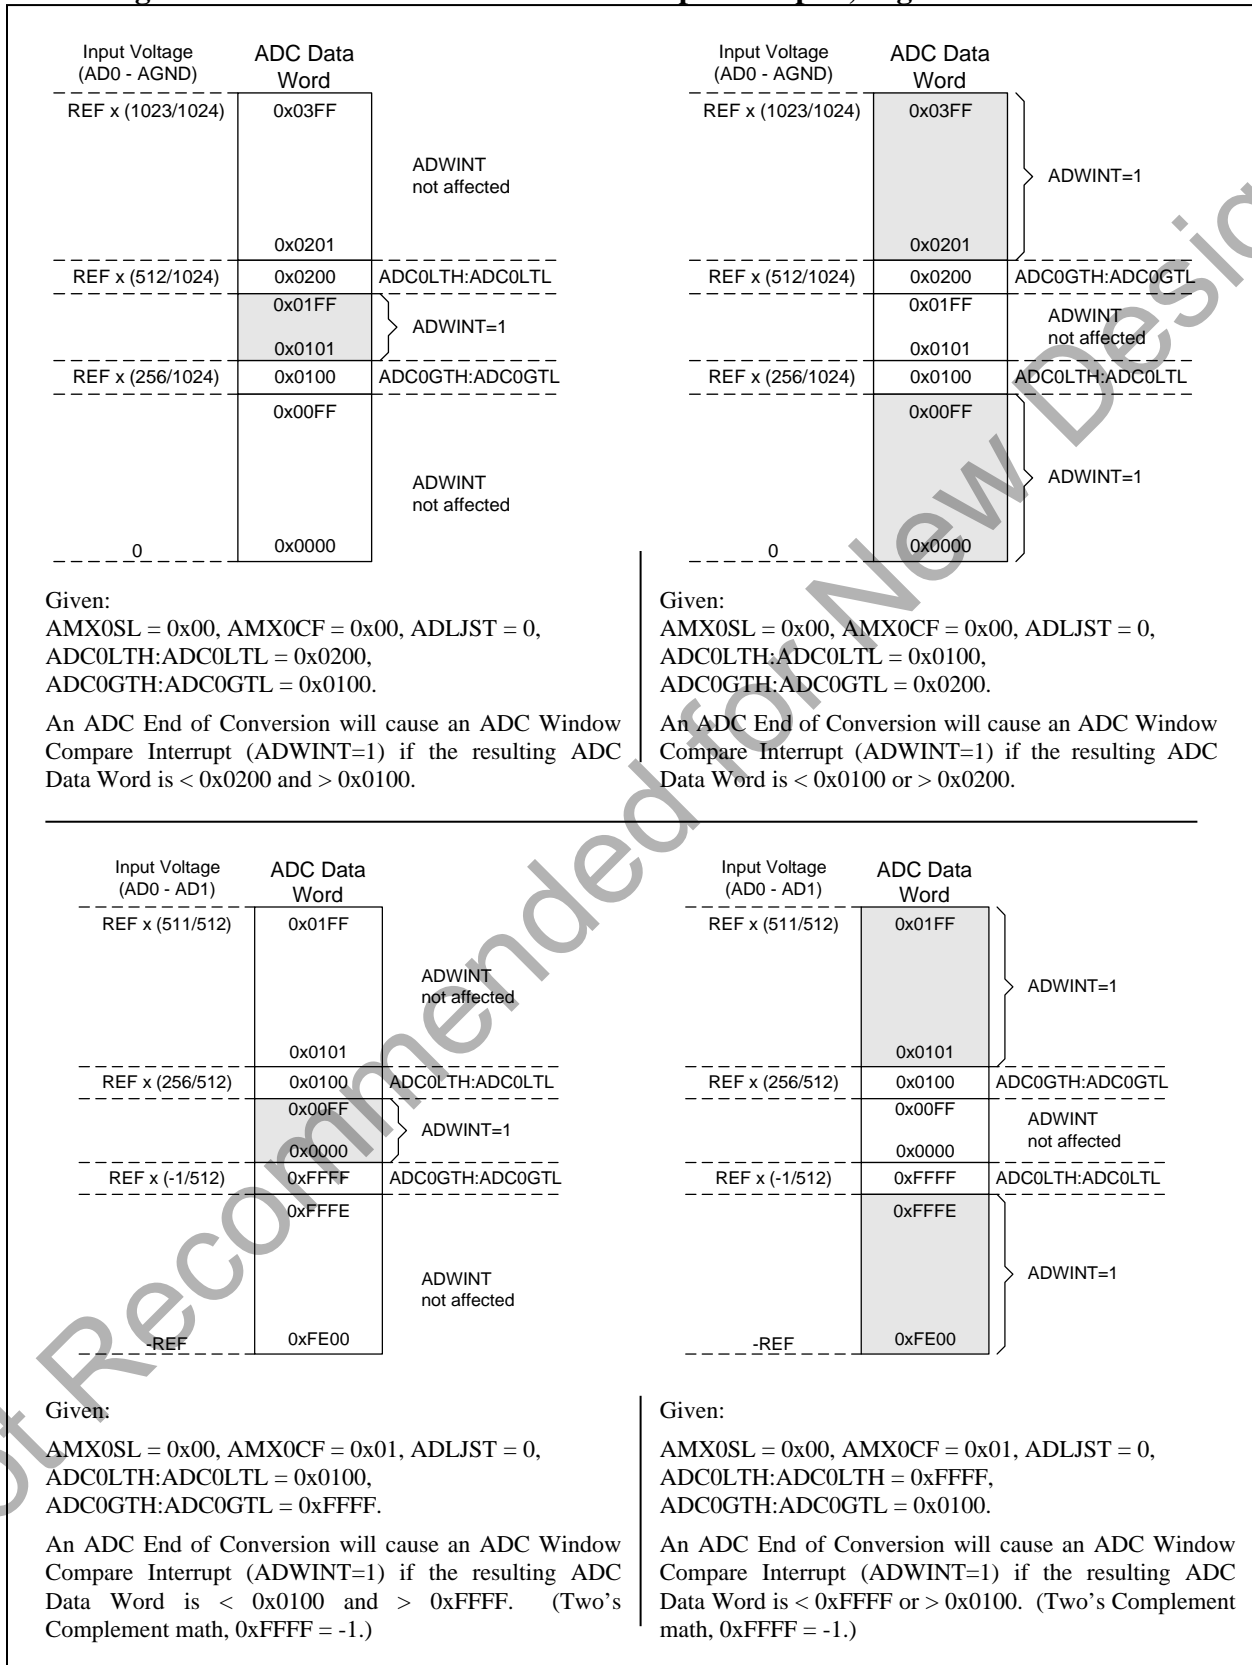 Input Voltage
(AD0 - AGND)
ADC Data
Word
REF x (1023/1024)
0x03FF
ADWINT
not affected
0x0201
REF x (512/1024)
0x0200
ADC0LTH:ADC0LTL
0x01FF
ADWINT=1
0x0101
REF x (256/1024)
0x0100
ADC0GTH:ADC0GTL
0x00FF
ADWINT
not affected
0
0x0000
Given:
AMX0SL = 0x00, AMX0CF = 0x00, ADLJST = 0,
ADC0LTH:ADC0LTL = 0x0200,
ADC0GTH:ADC0GTL = 0x0100.
An ADC End of Conversion will cause an ADC Window
Compare Interrupt (ADWINT=1) if the resulting ADC
Data Word is < 0x0200 and > 0x0100.
Input Voltage
(AD0 - AGND)
ADC Data
Word
REF x (1023/1024)
0x03FF
ADWINT=1
0x0201
REF x (512/1024)
0x0200
ADC0GTH:ADC0GTL
0x01FF
ADWINT
not affected
0x0101
REF x (256/1024)
0x0100
ADC0LTH:ADC0LTL
0x00FF
ADWINT=1
0
0x0000
Given:
AMX0SL = 0x00, AMX0CF = 0x00, ADLJST = 0,
ADC0LTH:ADC0LTL = 0x0100,
ADC0GTH:ADC0GTL = 0x0200.
An ADC End of Conversion will cause an ADC Window
Compare Interrupt (ADWINT=1) if the resulting ADC
Data Word is < 0x0100 or > 0x0200.
Input Voltage
(AD0 - AD1)
ADC Data
Word
REF x (511/512)
0x01FF
ADWINT
not affected
0x0101
REF x (256/512)
0x0100
ADC0LTH:ADC0LTL
0x00FF
ADWINT=1
0x0000
REF x (-1/512)
0xFFFF
ADC0GTH:ADC0GTL
0xFFFE
ADWINT
not affected
-REF
0xFE00
Given:
AMX0SL = 0x00, AMX0CF = 0x01, ADLJST = 0,
ADC0LTH:ADC0LTL = 0x0100,
ADC0GTH:ADC0GTL = 0xFFFF.
An ADC End of Conversion will cause an ADC Window
Compare Interrupt (ADWINT=1) if the resulting ADC
Data Word is < 0x0100 and > 0xFFFF. (Two's
Complement math, 0xFFFF = -1.)
Input Voltage
(AD0 - AD1)
ADC Data
Word
REF x (511/512)
0x01FF
ADWINT=1
0x0101
REF x (256/512)
0x0100
ADC0GTH:ADC0GTL
0x00FF
ADWINT
not affected
0x0000
REF x (-1/512)
0xFFFF
ADC0LTH:ADC0LTL
0xFFFE
ADWINT=1
-REF
0xFE00
Given:
AMX0SL = 0x00, AMX0CF = 0x01, ADLJST = 0,
ADC0LTH:ADC0LTH = 0xFFFF,
ADC0GTH:ADC0GTL = 0x0100.
An ADC End of Conversion will cause an ADC Window
Compare Interrupt (ADWINT=1) if the resulting ADC
Data Word is < 0xFFFF or > 0x0100. (Two's Complement
math, 0xFFFF = -1.)
Recommended for New